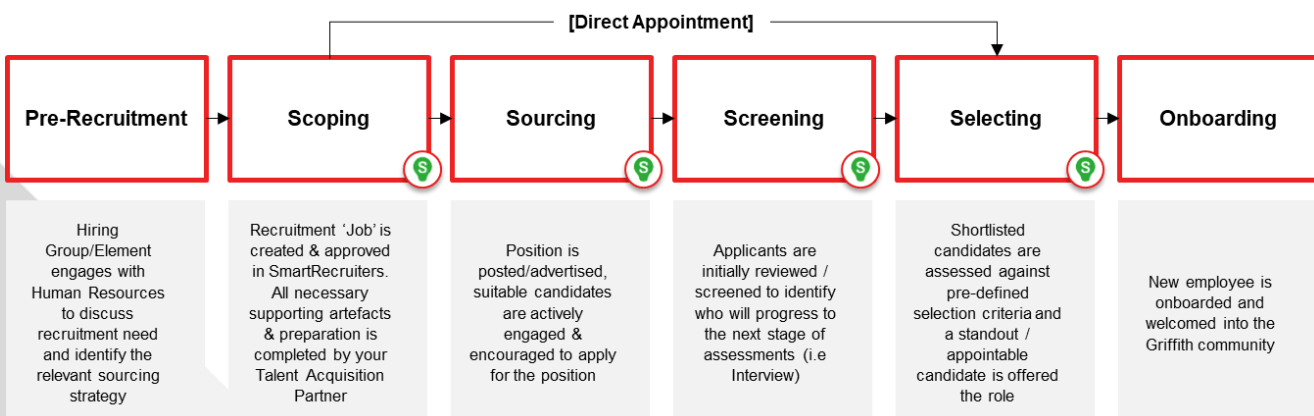 [Direct Appointment]
Pre-Recruitment
Scoping
S
Sourcing
S
Screening
S
Selecting
S
Onboarding
Hiring
Group/Element
engages with
Human Resources
to discuss
recruitment need
and identify the
relevant sourcing
strategy
Recruitment ‘Job’ is
created & approved
in SmartRecruiters.
All necessary
supporting artefacts
& preparation is
completed by your
Talent Acquisition
Partner
Position is
posted/advertised,
suitable candidates
are actively
engaged &
encouraged to apply
for the position
Applicants are
initially reviewed /
screened to identify
who will progress to
the next stage of
assessments (i.e
Interview)
Shortlisted
candidates are
assessed against
pre-defined
selection criteria and
a standout /
appointable
candidate is offered
the role
New employee is
onboarded and
welcomed into the
Griffith community